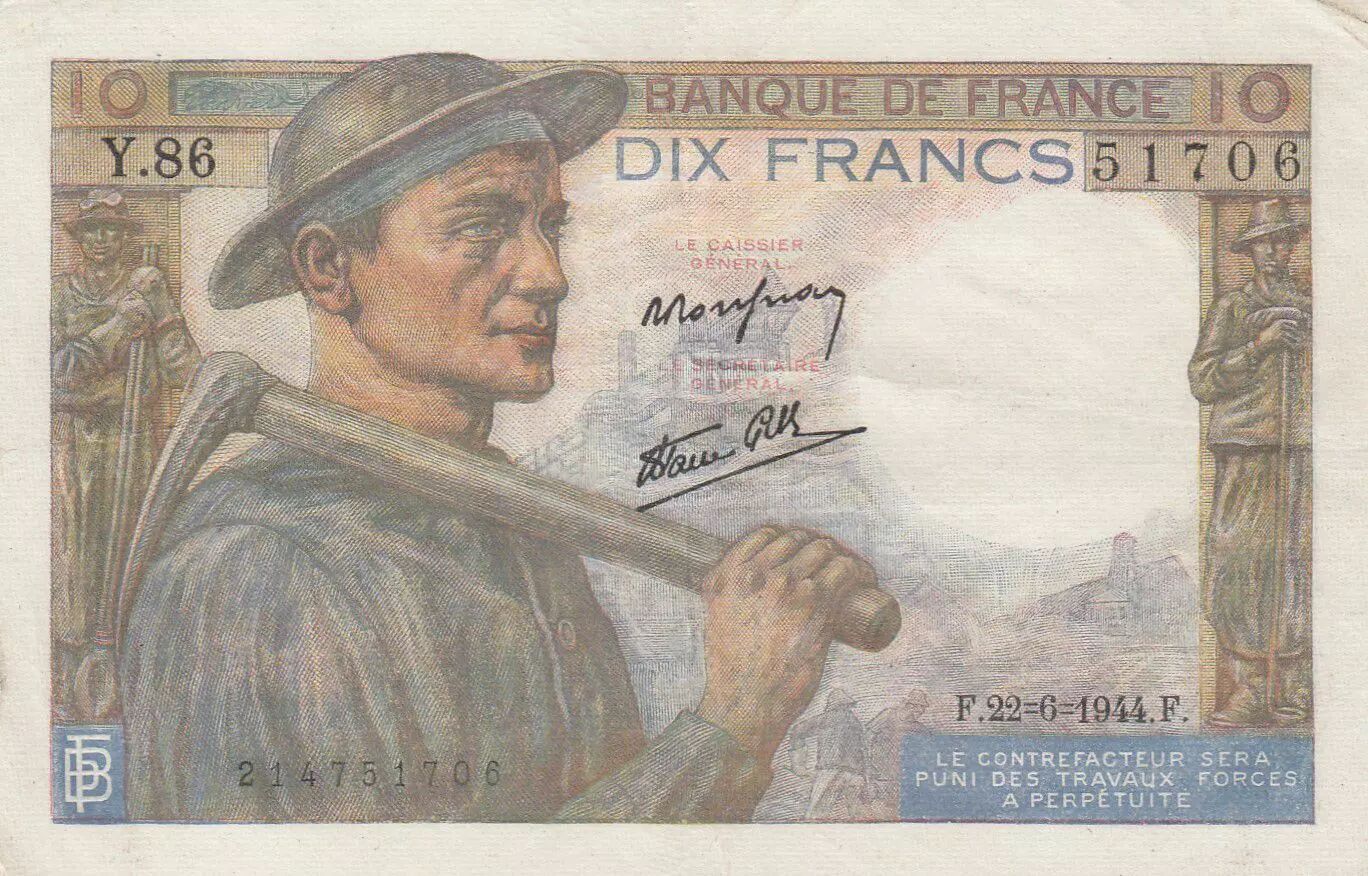 10 BANQUE DE FRANCE 10
Y.86 DIX FRANCS 51706
LE CAISSIER
GÉNÉRAL.
LE SECRÉTAIRE
GÉNÉRAL.
F.22=6=1944.F.
LE CONTREFACTEUR SERA
PUNI DES TRAVAUX FORCES
A PERPÉTUITE
214751706